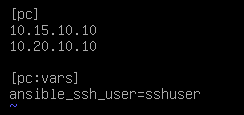 [pc]
10.15.10.10
10.20.10.10
[pc:vars]
ansible_ssh_user=sshuser
~